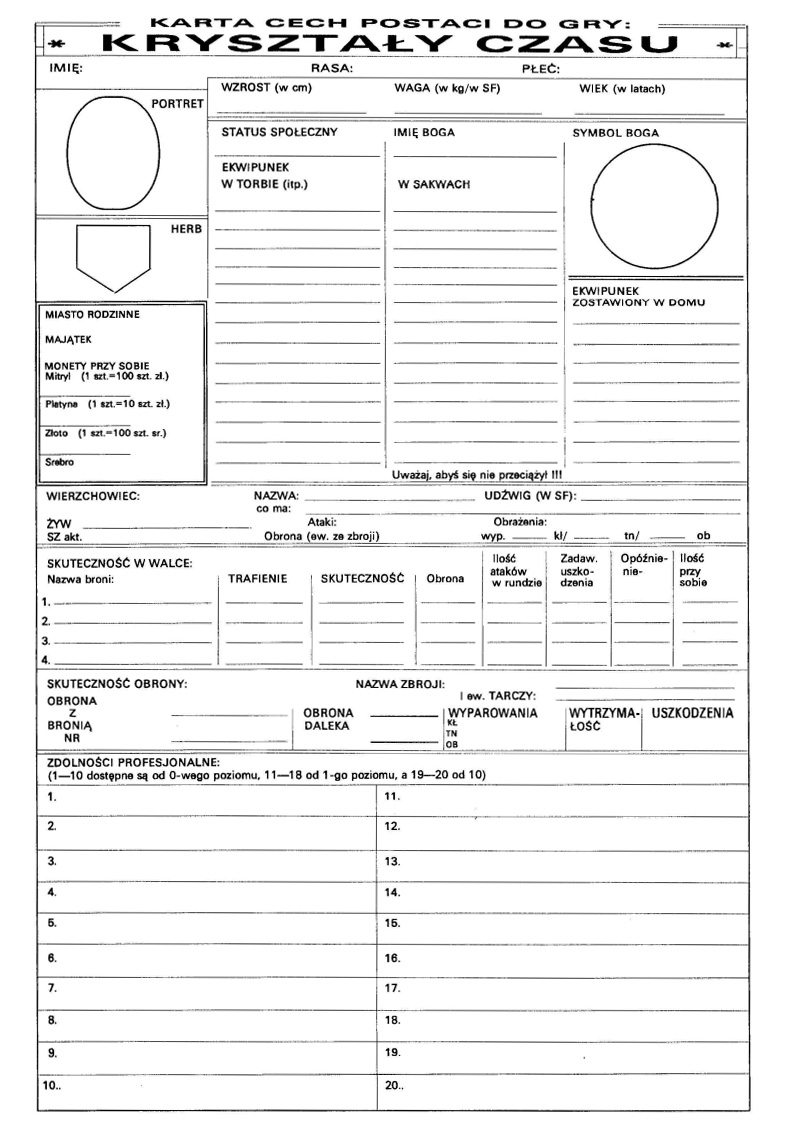 KARTA CECH POSTACI DO GRY:
KRYSZTAŁY CZASU
IMIĘ: RASA: PŁEĆ:
PORTRET
WZROST (w cm) WAGA (w kg/w SF) WIEK (w latach)
STATUS SPOŁECZNY IMIĘ BOGA SYMBOL BOGA
EKWIPUNEK
W TORBIE (itp.) W SAKWACH
HERB
EKWIPUNEK
ZOSTAWIONY W DOMU
MIASTO RODZINNE
MAJĄTEK
MONETY PRZY SOBIE
Mitryl (1 szt.=100 szt. zł.)
Platyna (1 szt.=10 szt. zł.)
Złoto (1 szt.=100 szt. sr.)
Srebro
Uważaj, abyś się nie przeciążył !!!
WIERZCHOWIEC: NAZWA: UDŹWIG (W SF):
co ma:
ŻYW Ataki: Obrażenia:
SZ akt. Obrona (ew. ze zbroji) wyp. kl/ tn/ ob
SKUTECZNOŚĆ W WALCE:
Nazwa broni: TRAFIENIE SKUTECZNOŚĆ Obrona
Ilość
ataków
w rundzie
Zadaw.
uszko-
dzenia
Opóźnie-
nie-
Ilość
przy
sobie
1.
2.
3.
4.
SKUTECZNOŚĆ OBRONY: NAZWA ZBROJI:
I ew. TARCZY:
OBRONA
Z
BRONIĄ
NR
OBRONA
DALEKA
WYPAROWANIA
KŁ
TN
OB
WYTRZYMA-
ŁOŚĆ
USZKODZENIA
ZDOLNOŚCI PROFESJONALNE:
(1—10 dostępne są od 0-wego poziomu, 11—18 od 1-go poziomu, a 19—20 od 10)
1. 11.
2. 12.
3. 13.
4. 14.
5. 15.
6. 16.
7. 17.
8. 18.
9. 19.
10.. 20..